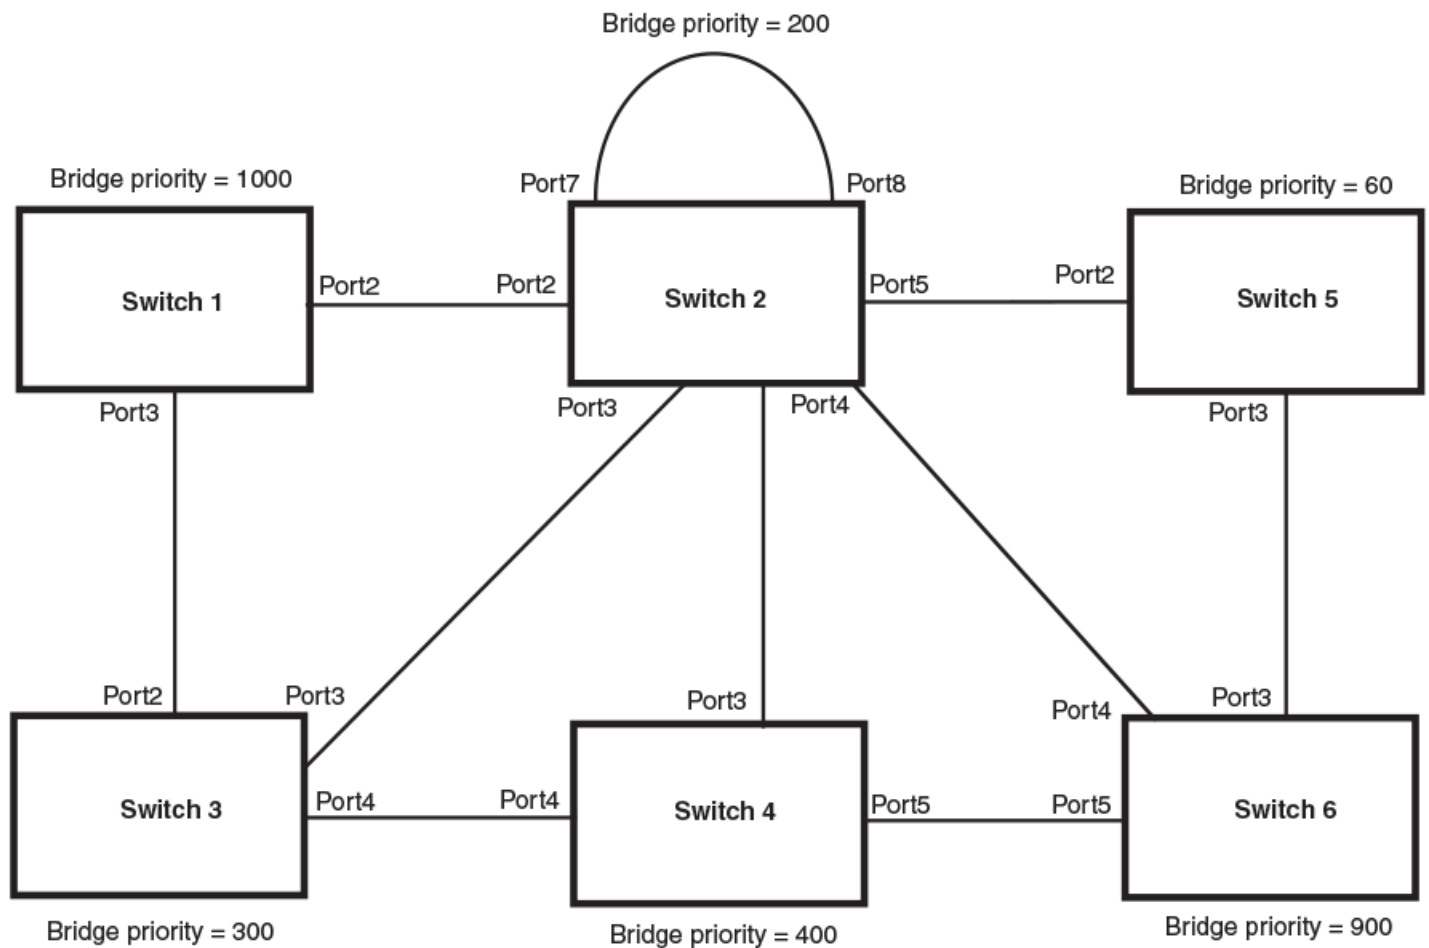 Bridge priority = 200
Bridge priority = 1000
Port7
Port8
Bridge priority = 60
Switch 1
Port2
Port2
Switch 2
Port5
Port2
Switch 5
Port3
Port3
Port4
Port3
Port2
Port3
Port3
Port4
Port3
Switch 3
Port4
Port4
Switch 4
Port5
Port5
Switch 6
Bridge priority = 300
Bridge priority = 400
Bridge priority = 900